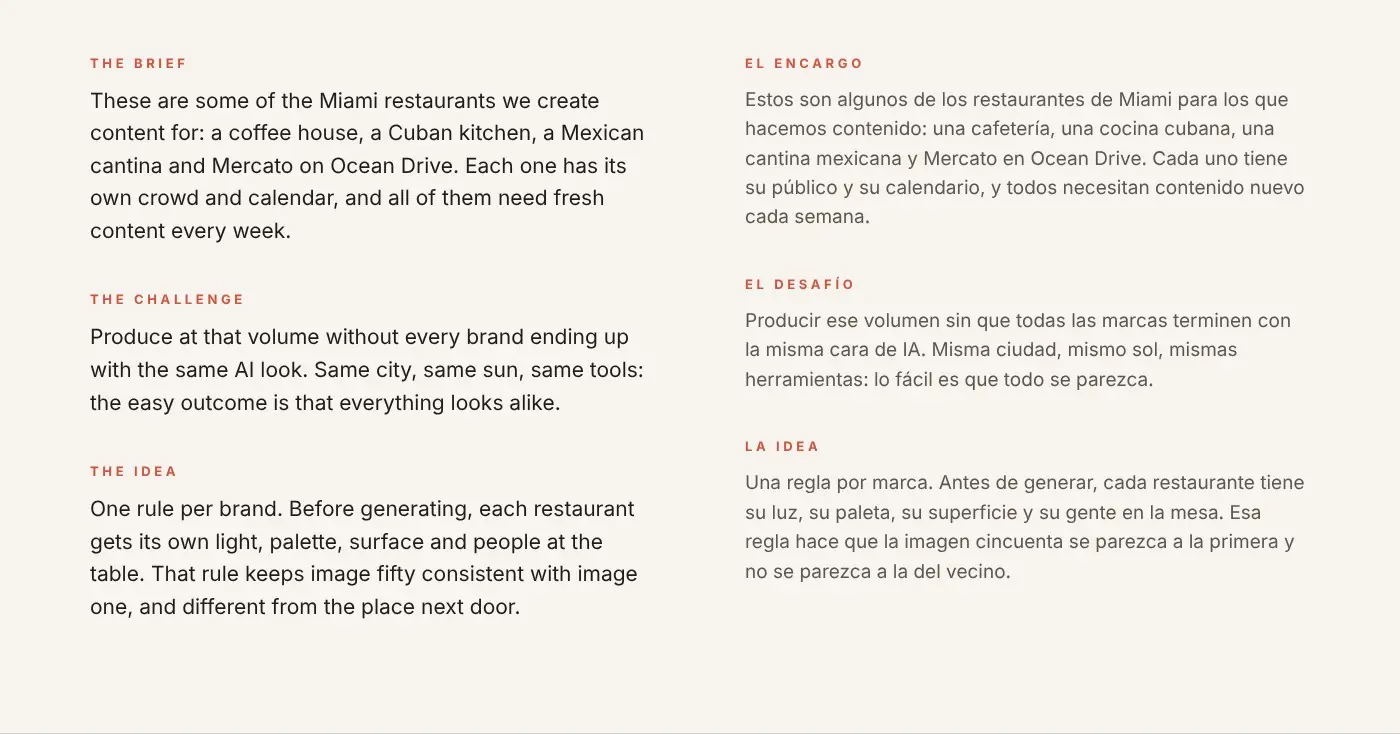 THE BRIEF
These are some of the Miami restaurants we create
content for: a coffee house, a Cuban kitchen, a Mexican
cantina and Mercato on Ocean Drive. Each one has its
own crowd and calendar, and all of them need fresh
content every week.
THE CHALLENGE
Produce at that volume without every brand ending up
with the same AI look. Same city, same sun, same tools:
the easy outcome is that everything looks alike.
THE IDEA
One rule per brand. Before generating, each restaurant
gets its own light, palette, surface and people at the
table. That rule keeps image fifty consistent with image
one, and different from the place next door.
EL ENCARGO
Estos son algunos de los restaurantes de Miami para los que
hacemos contenido: una cafetería, una cocina cubana, una
cantina mexicana y Mercato en Ocean Drive. Cada uno tiene
su público y su calendario, y todos necesitan contenido nuevo
cada semana.
EL DESAFÍO
Producir ese volumen sin que todas las marcas terminen con
la misma cara de IA. Misma ciudad, mismo sol, mismas
herramientas: lo fácil es que todo se parezca.
LA IDEA
Una regla por marca. Antes de generar, cada restaurante tiene
su luz, su paleta, su superficie y su gente en la mesa. Esa
regla hace que la imagen cincuenta se parezca a la primera y
no se parezca a la del vecino.